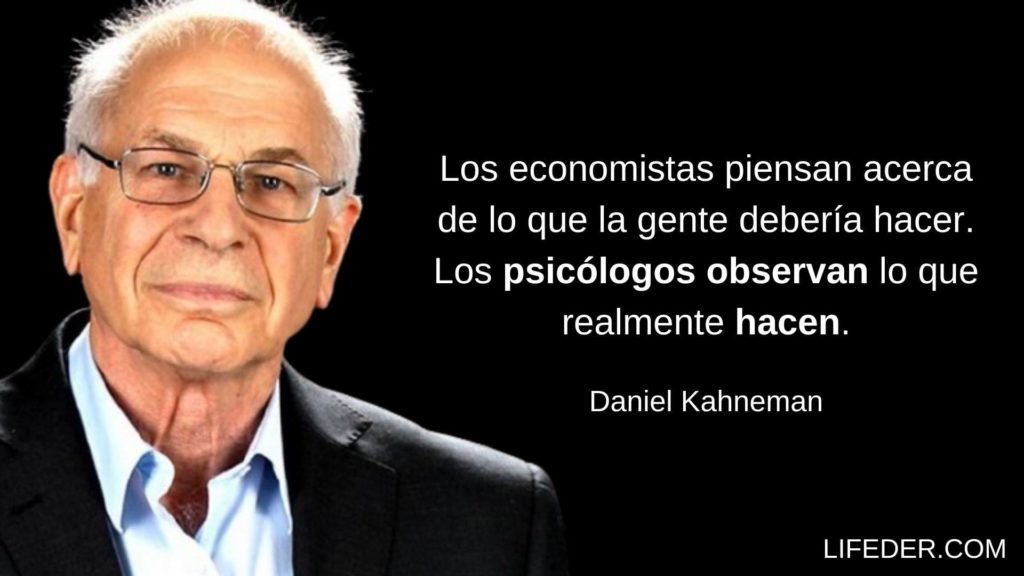 Los economistas piensan acerca
de lo que la gente debería hacer.
Los psicólogos observan lo que
realmente hacen.
Daniel Kahneman
LIFEDER.COM